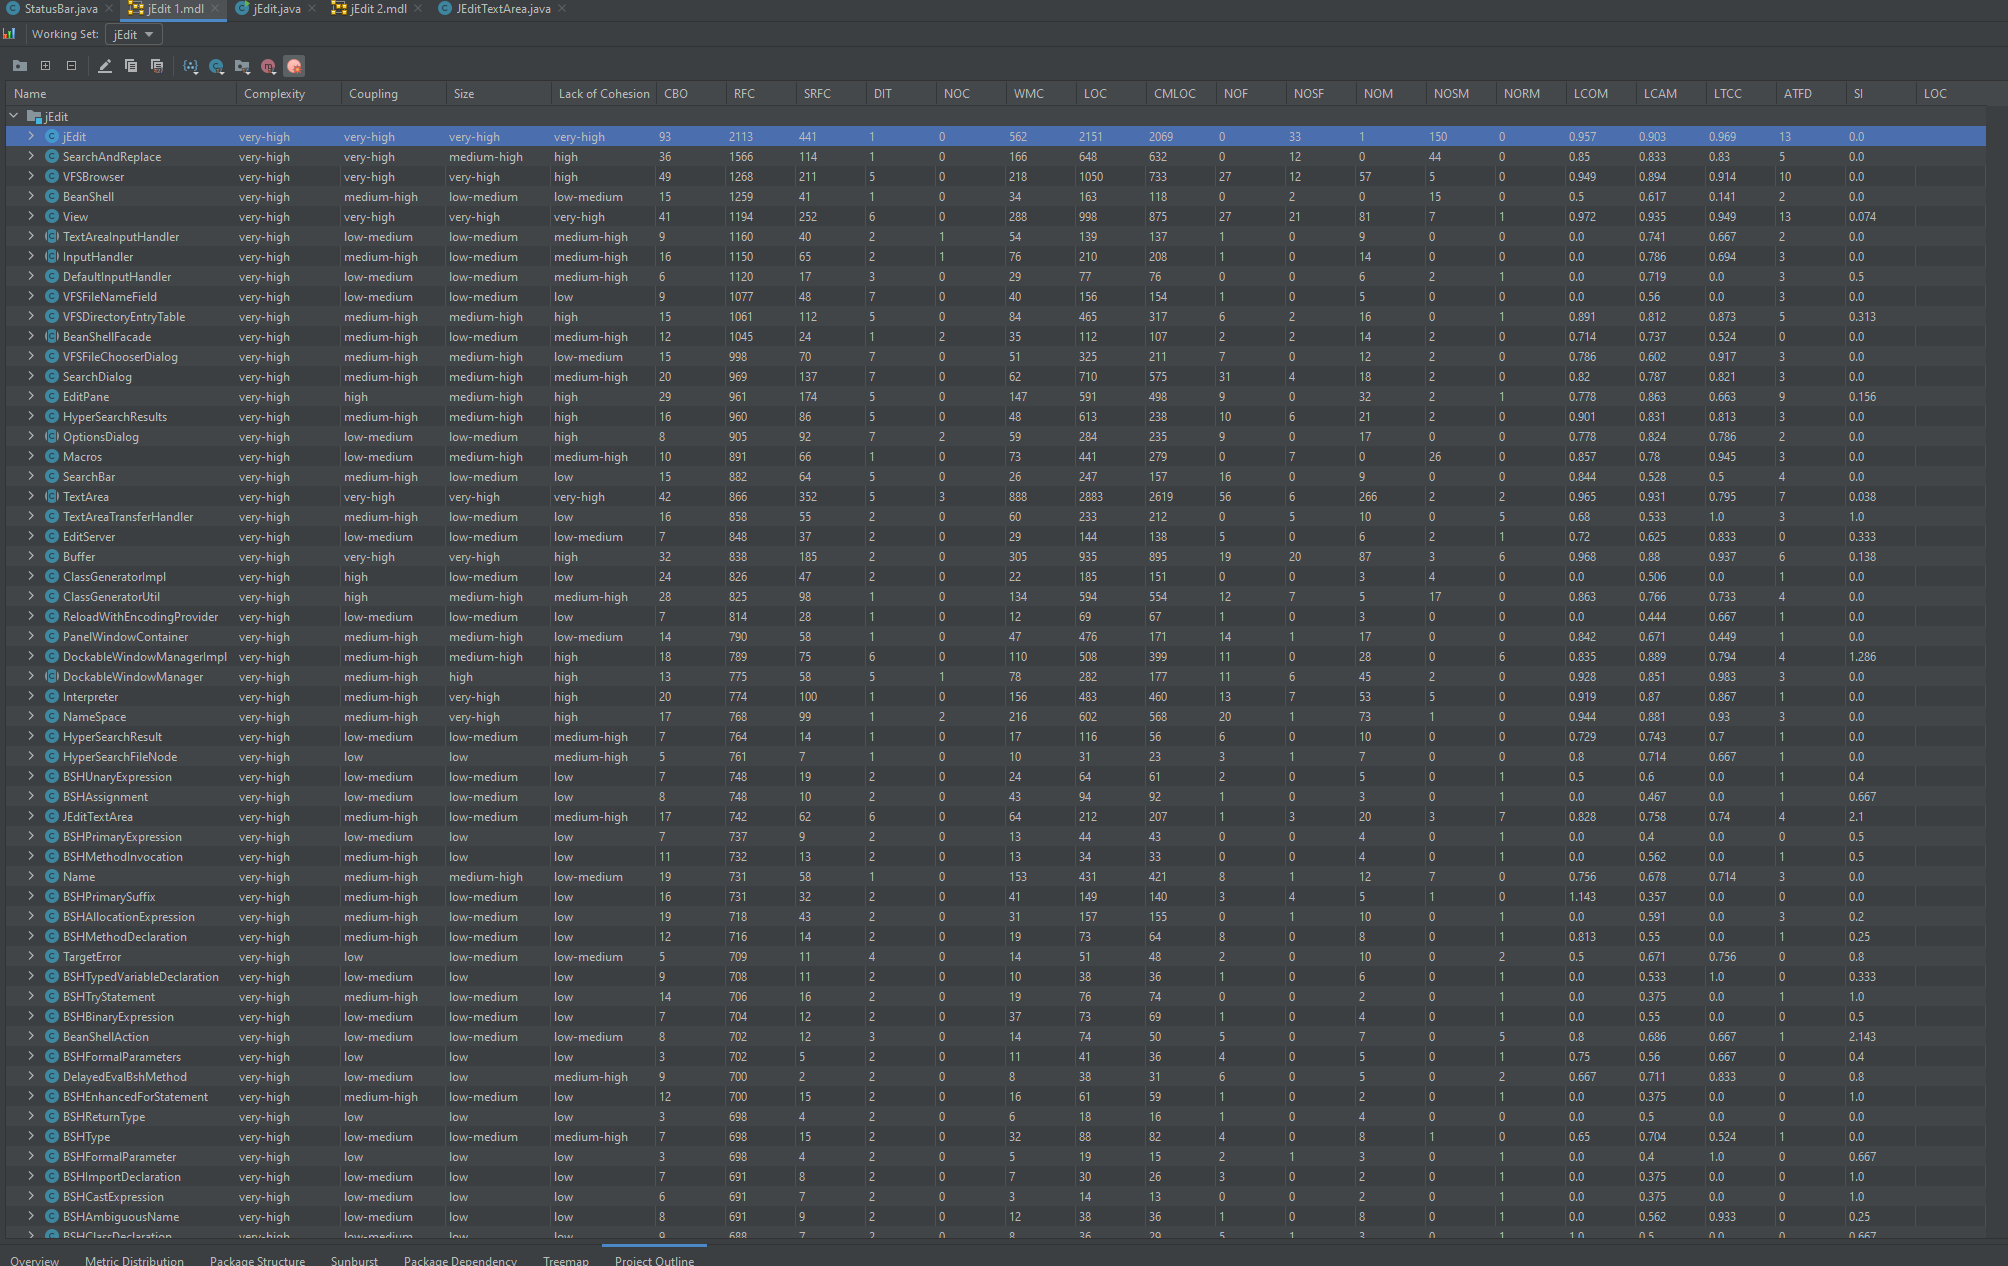 StatusBar.java jEdit 1.mdl jEdit.java jEdit 2.mdl JEditTextArea.java
Working Set: jEdit
Name Complexity Coupling Size Lack of Cohesion CBO RFC SRFC DIT NOC WMC LOC CMLOC NOF NOSF NOM NOSM NORM LCOM LCAM LTCC ATFD SI LOC
jEdit
jEdit very-high very-high very-high very-high 93 2113 441 1 0 562 2151 2069 0 33 1 150 0 0.957 0.903 0.969 13 0.0
SearchAndReplace very-high very-high medium-high high 36 1566 114 1 0 166 648 632 0 12 0 44 0 0.85 0.833 0.83 5 0.0
VFSBrowser very-high very-high very-high high 49 1268 211 5 0 218 1050 733 27 12 57 5 0 0.949 0.894 0.914 10 0.0
BeanShell very-high medium-high low-medium low-medium 15 1259 41 1 0 34 163 118 0 2 0 15 0 0.5 0.617 0.141 2 0.0
View very-high very-high very-high very-high 41 1194 252 6 0 288 998 875 27 21 81 7 1 0.972 0.935 0.949 13 0.074
TextAreaInputHandler very-high low-medium low-medium medium-high 9 1160 40 2 1 54 139 137 1 0 9 0 0 0.0 0.741 0.667 2 0.0
InputHandler very-high medium-high low-medium medium-high 16 1150 65 2 1 76 210 208 1 0 14 0 0 0.0 0.786 0.694 3 0.0
DefaultInputHandler very-high low-medium low-medium medium-high 6 1120 17 3 0 29 77 76 0 0 6 2 1 0.0 0.719 0.0 3 0.5
VFSFileNameField very-high low-medium low-medium low 9 1077 48 7 0 40 156 154 1 0 5 0 0 0.0 0.56 0.0 3 0.0
VFSDirectoryEntryTable very-high medium-high medium-high high 15 1061 112 5 0 84 465 317 6 2 16 0 1 0.891 0.812 0.873 5 0.313
BeanShellFacade very-high medium-high low-medium medium-high 12 1045 24 1 2 35 112 107 2 2 14 2 0 0.714 0.737 0.524 0 0.0
VFSFileChooserDialog very-high medium-high medium-high low-medium 15 998 70 7 0 51 325 211 7 0 12 2 0 0.786 0.602 0.917 3 0.0
SearchDialog very-high medium-high medium-high medium-high 20 969 137 7 0 62 710 575 31 4 18 2 0 0.82 0.787 0.821 3 0.0
EditPane very-high high medium-high high 29 961 174 5 0 147 591 498 9 0 32 2 1 0.778 0.863 0.663 9 0.156
HyperSearchResults very-high medium-high medium-high high 16 960 86 5 0 48 613 238 10 6 21 2 0 0.901 0.831 0.813 3 0.0
OptionsDialog very-high low-medium low-medium high 8 905 92 7 2 59 284 235 9 0 17 0 0 0.778 0.824 0.786 2 0.0
Macros very-high low-medium medium-high medium-high 10 891 66 1 0 73 441 279 0 7 0 26 0 0.857 0.78 0.945 3 0.0
SearchBar very-high medium-high low-medium low 15 882 64 5 0 26 247 157 16 0 9 0 0 0.844 0.528 0.5 4 0.0
TextArea very-high very-high very-high very-high 42 866 352 5 3 888 2883 2619 56 6 266 2 2 0.965 0.931 0.795 7 0.038
TextAreaTransferHandler very-high medium-high low-medium low 16 858 55 2 0 60 233 212 0 5 10 0 5 0.68 0.533 1.0 3 1.0
EditServer very-high low-medium low-medium low-medium 7 848 37 2 0 29 144 138 5 0 6 2 1 0.72 0.625 0.833 0 0.333
Buffer very-high very-high very-high high 32 838 185 2 0 305 935 895 19 20 87 3 6 0.968 0.88 0.937 6 0.138
ClassGeneratorImpl very-high high low-medium low 24 826 47 2 0 22 185 151 0 0 3 4 0 0.0 0.506 0.0 1 0.0
ClassGeneratorUtil very-high high medium-high medium-high 28 825 98 1 0 134 594 554 12 7 5 17 0 0.863 0.766 0.733 4 0.0
ReloadWithEncodingProvider very-high low-medium low-medium low 7 814 28 1 0 12 69 67 1 0 3 0 0 0.0 0.444 0.667 1 0.0
PanelWindowContainer very-high medium-high medium-high low-medium 14 790 58 1 0 47 476 171 14 1 17 0 0 0.842 0.671 0.449 1 0.0
DockableWindowManagerImpl very-high medium-high medium-high high 18 789 75 6 0 110 508 399 11 0 28 0 6 0.835 0.889 0.794 4 1.286
DockableWindowManager very-high medium-high high high 13 775 58 5 1 78 282 177 11 6 45 2 0 0.928 0.851 0.983 3 0.0
Interpreter very-high medium-high very-high high 20 774 100 1 0 156 483 460 13 7 53 5 0 0.919 0.87 0.867 1 0.0
NameSpace very-high medium-high very-high high 17 768 99 1 2 216 602 568 20 1 73 1 0 0.944 0.881 0.93 3 0.0
HyperSearchResult very-high low-medium low-medium medium-high 7 764 14 1 0 17 116 56 6 0 10 0 0 0.729 0.743 0.7 1 0.0
HyperSearchFileNode very-high low low medium-high 5 761 7 1 0 10 31 23 3 1 7 0 0 0.8 0.714 0.667 1 0.0
BSHUnaryExpression very-high low-medium low-medium low 7 748 19 2 0 24 64 61 2 0 5 0 1 0.5 0.6 0.0 1 0.4
BSHAssignment very-high low-medium low-medium low 8 748 10 2 0 43 94 92 1 0 3 0 1 0.0 0.467 0.0 1 0.667
JEditTextArea very-high medium-high low-medium medium-high 17 742 62 6 0 64 212 207 1 3 20 3 7 0.828 0.758 0.74 4 2.1
BSHPrimaryExpression very-high low-medium low low 7 737 9 2 0 13 44 43 0 0 4 0 1 0.0 0.4 0.0 0 0.5
BSHMethodInvocation very-high medium-high low low 11 732 13 2 0 13 34 33 0 0 4 0 1 0.0 0.562 0.0 1 0.5
Name very-high medium-high medium-high low-medium 19 731 58 1 0 153 431 421 8 1 12 7 0 0.756 0.678 0.714 3 0.0
BSHPrimarySuffix very-high medium-high low-medium low 16 731 32 2 0 41 149 140 3 4 5 1 0 1.143 0.357 0.0 0 0.0
BSHAllocationExpression very-high medium-high low-medium low 19 718 43 2 0 31 157 155 0 1 10 0 1 0.0 0.591 0.0 3 0.2
BSHMethodDeclaration very-high medium-high low-medium low 12 716 14 2 0 19 73 64 8 0 8 0 1 0.813 0.55 0.0 1 0.25
TargetError very-high low low-medium low-medium 5 709 11 4 0 14 51 48 2 0 10 0 2 0.5 0.671 0.756 0 0.8
BSHTypedVariableDeclaration very-high low-medium low low 9 708 11 2 0 10 38 36 1 0 6 0 1 0.0 0.533 1.0 0 0.333
BSHTryStatement very-high medium-high low-medium low 14 706 16 2 0 19 76 74 0 0 2 0 1 0.0 0.375 0.0 1 1.0
BSHBinaryExpression very-high low-medium low-medium low 7 704 12 2 0 37 73 69 1 0 4 0 1 0.0 0.55 0.0 0 0.5
BeanShellAction very-high low-medium low-medium low-medium 8 702 12 3 0 14 74 50 5 0 7 0 5 0.8 0.686 0.667 1 2.143
BSHFormalParameters very-high low low low 3 702 5 2 0 11 41 36 4 0 5 0 1 0.75 0.56 0.667 0 0.4
DelayedEvalBshMethod very-high low-medium low medium-high 9 700 2 2 0 8 38 31 6 0 5 0 2 0.667 0.711 0.833 0 0.8
BSHEnhancedForStatement very-high medium-high low-medium low 12 700 15 2 0 16 61 59 1 0 2 0 1 0.0 0.375 0.0 0 1.0
BSHReturnType very-high low low low 3 698 4 2 0 6 18 16 1 0 4 0 0 0.0 0.5 0.0 0 0.0
BSHType very-high low-medium low-medium medium-high 7 698 15 2 0 32 88 82 4 0 8 1 0 0.65 0.704 0.524 1 0.0
BSHFormalParameter very-high low low low 3 698 4 2 0 5 19 15 2 1 3 0 1 0.0 0.4 1.0 0 0.667
BSHImportDeclaration very-high low-medium low low 7 691 8 2 0 7 30 26 3 0 2 0 1 0.0 0.375 0.0 0 1.0
BSHCastExpression very-high low-medium low low 6 691 7 2 0 3 14 13 0 0 2 0 1 0.0 0.375 0.0 0 1.0
BSHAmbiguousName very-high low-medium low low 8 691 9 2 0 12 38 36 1 0 8 0 1 0.0 0.562 0.933 0 0.25
BSHClassDeclaration very-high low-medium low low 9 688 7 2 0 8 36 29 5 1 3 0 1 1.0 0.5 0.0 0 0.667
Overview Metric Distribution Package Structure Sunburst Package Dependency Treemap Project Outline